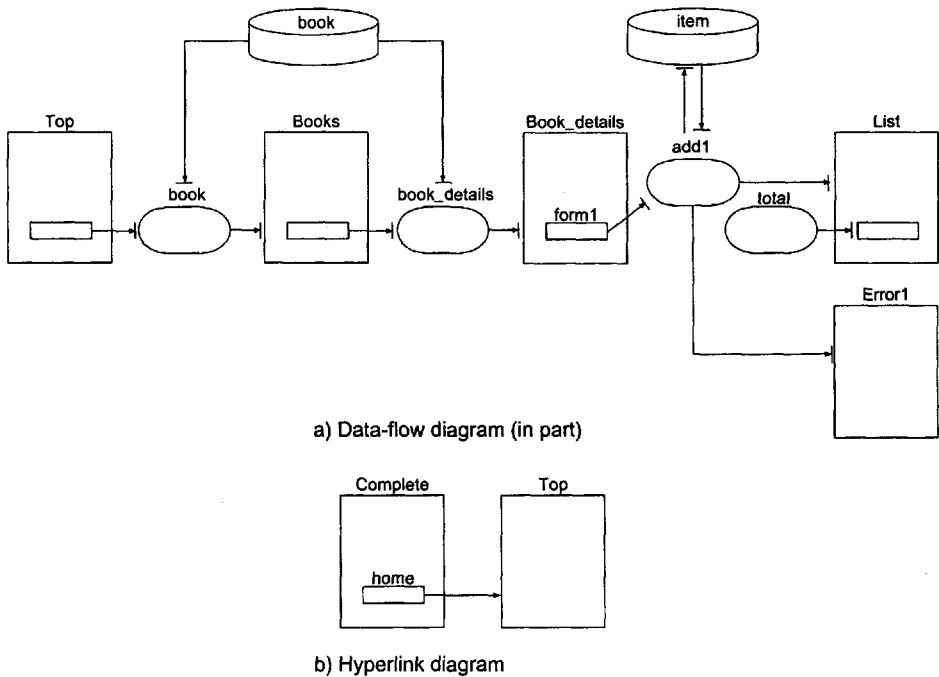 book
item
Top
Books
Book_details
List
add1
book
book_details
total
form1
Error1
a) Data-flow diagram (in part)
Complete
Top
home
b) Hyperlink diagram